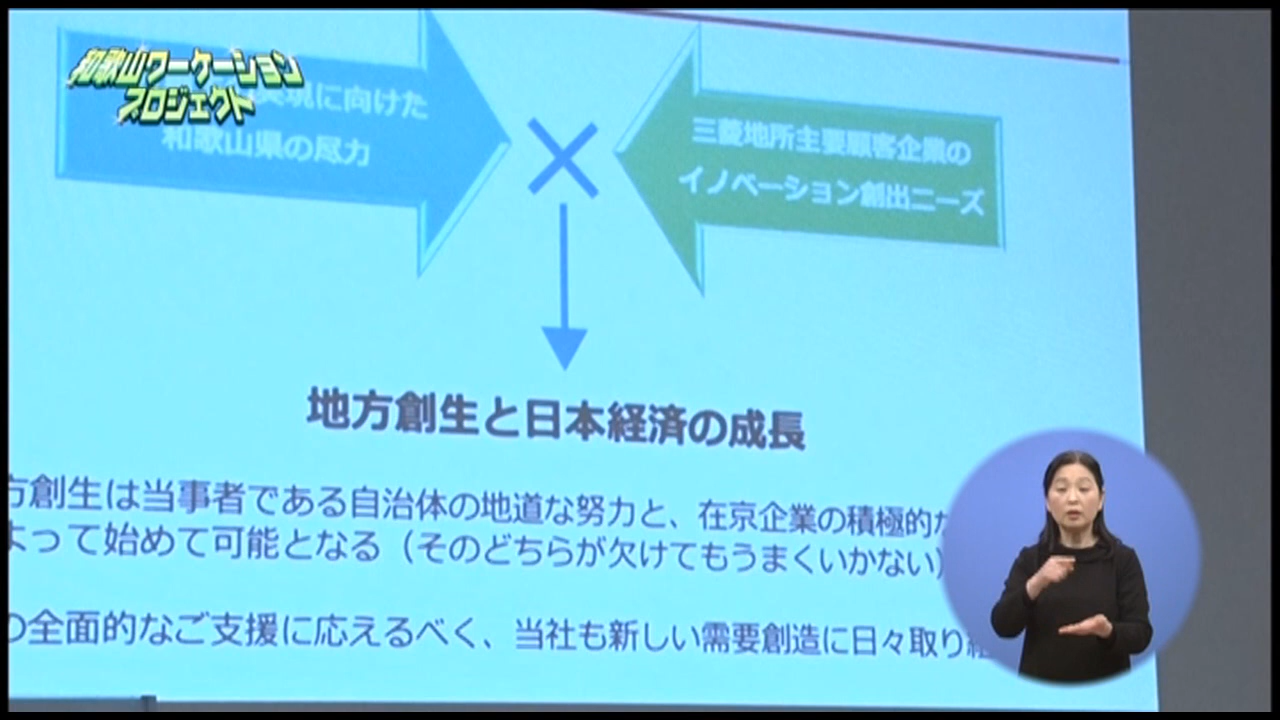 和歌山ワーケーション
プロジェクト
実現に向けた
和歌山県の尽力
三菱地所主要顧客企業の
イノベーション創出ニーズ
地方創生と日本経済の成長
方創生は当事者である自治体の地道な努力と、在京企業の積極的
よって始めて可能となる（そのどちらが欠けてもうまくいかない）
の全面的なご支援に応えるべく、当社も新しい需要創造に日々取り